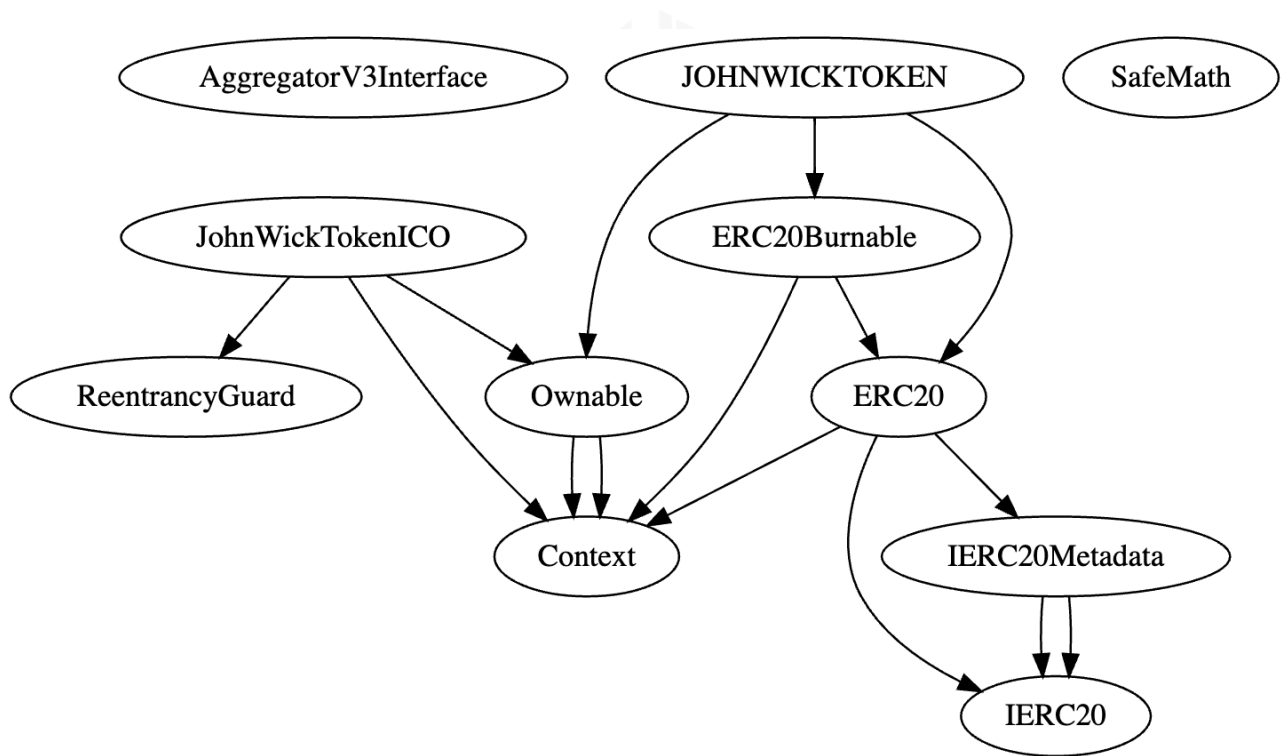 AggregatorV3Interface
JOHNWICKTOKEN
SafeMath
JohnWickTokenICO
ERC20Burnable
ReentrancyGuard
Ownable
ERC20
Context
IERC20Metadata
IERC20